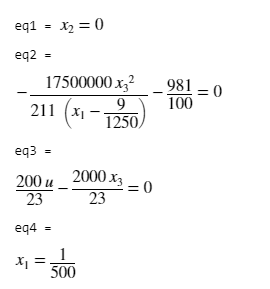 eq1 = x₂ = 0
eq2 =
− 17500000 x₃² / (211 (x₁ − 9/1250)) − 981/100 = 0
eq3 =
200 u / 23 − 2000 x₃ / 23 = 0
eq4 =
x₁ = 1/500